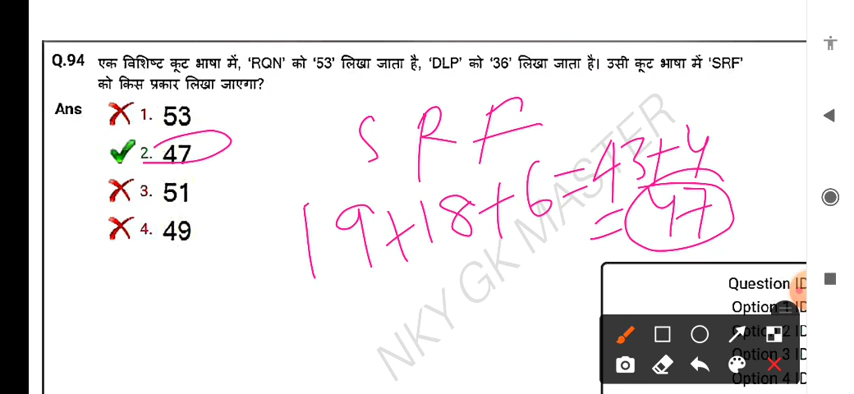 Q.94 एक विशिष्ट कूट भाषा में, 'RQN' को '53' लिखा जाता है, 'DLP' को '36' लिखा जाता है। उसी कूट भाषा में 'SRF'
को किस प्रकार लिखा जाएगा?
Ans 1. 53
2. 47
3. 51
4. 49
S R F
19+18+6=43+4
=47
NKY GK MASTER
Question ID
Option 1 ID
Option 2 ID
Option 3 ID
Option 4 ID